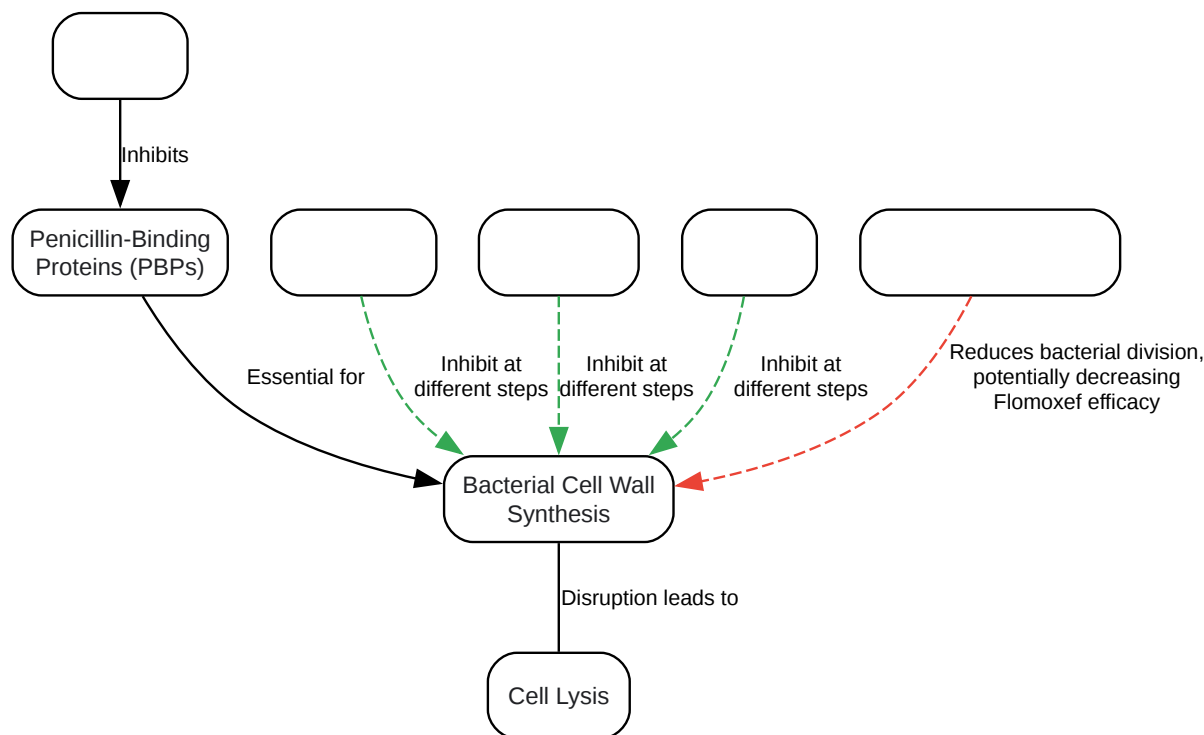 Inhibits
Penicillin-Binding
Proteins (PBPs)
Essential for
Inhibit at
different steps
Inhibit at
different steps
Inhibit at
different steps
Reduces bacterial division,
potentially decreasing
Flomoxef efficacy
Bacterial Cell Wall
Synthesis
Disruption leads to
Cell Lysis